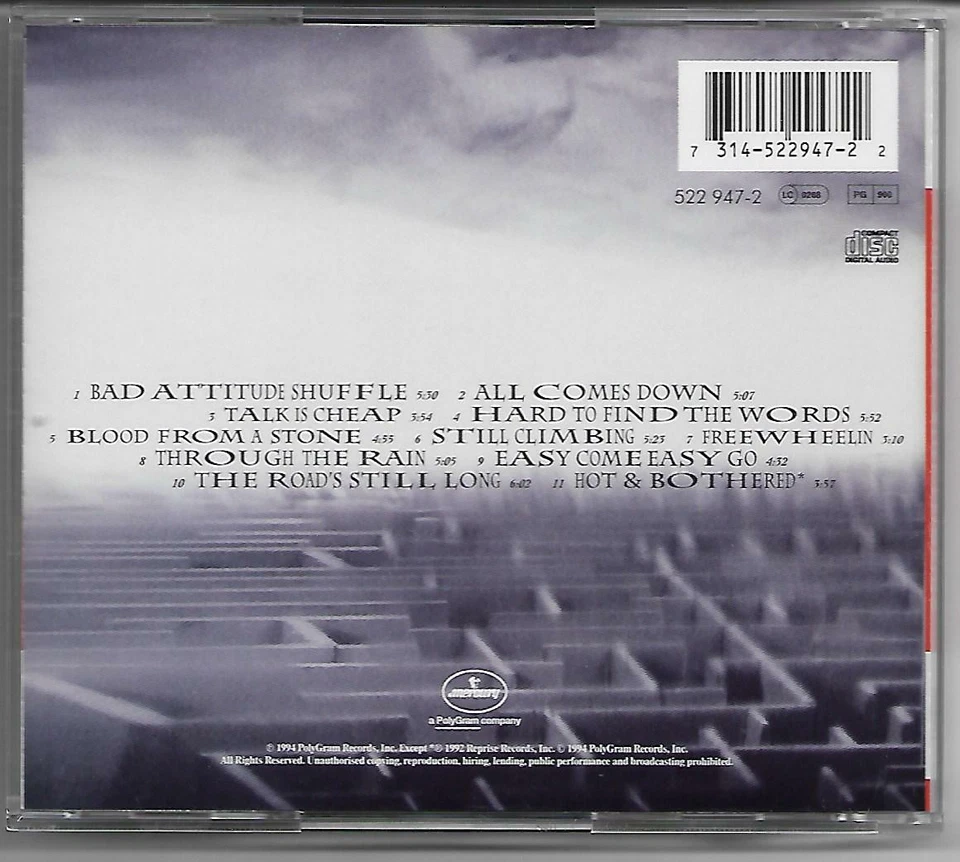 7 314-522947-2 2
522 947-2 LC 0268 PG 900
COMPACT
disc
DIGITAL AUDIO
1 BAD ATTITUDE SHUFFLE 5:30 2 ALL COMES DOWN 5:07
3 TALK IS CHEAP 3:54 4 HARD TO FIND THE WORDS 5:52
5 BLOOD FROM A STONE 4:55 6 STILL CLIMBING 5:23 7 FREEWHEELIN 3:10
8 THROUGH THE RAIN 5:05 9 EASY COME EASY GO 4:32
10 THE ROAD'S STILL LONG 6:02 11 HOT & BOTHERED* 3:57
mercury
a PolyGram company
℗ 1994 PolyGram Records, Inc. Except *℗ 1992 Reprise Records, Inc. © 1994 PolyGram Records, Inc.
All Rights Reserved. Unauthorised copying, reproduction, hiring, lending, public performance and broadcasting prohibited.